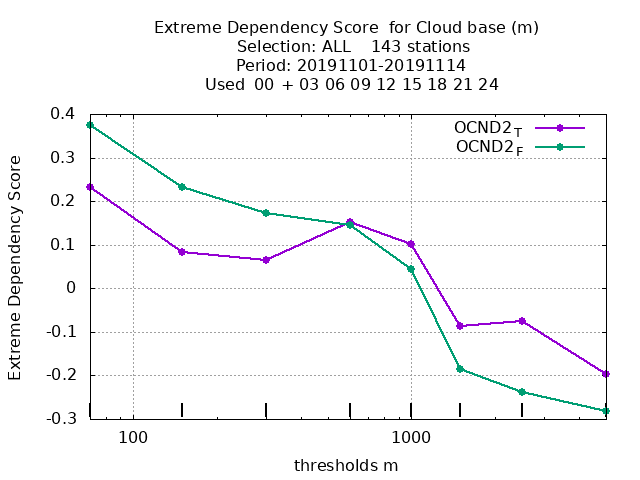 Extreme Dependency Score  for Cloud base (m)
Selection: ALL    143 stations
Period: 20191101-20191114
Used  00 + 03 06 09 12 15 18 21 24
OCND2T
OCND2F
Extreme Dependency Score
0.4
0.3
0.2
0.1
0
-0.1
-0.2
-0.3
100
1000
thresholds m